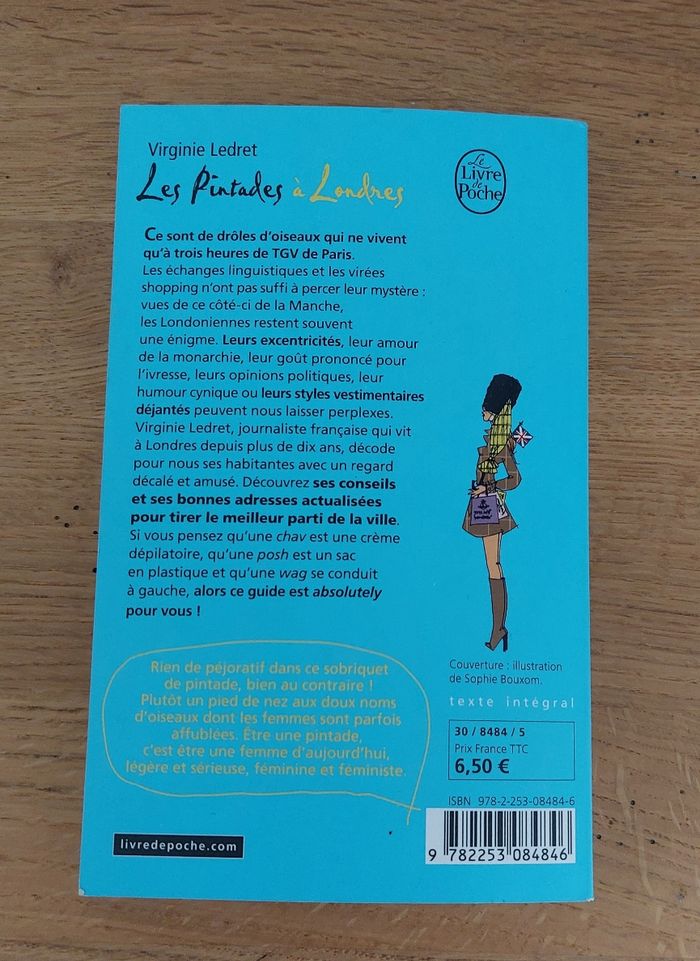 Virginie Ledret
Les Pintades à Londres
Le
Livre
de
Poche
Ce sont de drôles d'oiseaux qui ne vivent
qu'à trois heures de TGV de Paris.
Les échanges linguistiques et les virées
shopping n'ont pas suffi à percer leur mystère :
vues de ce côté-ci de la Manche,
les Londoniennes restent souvent
une énigme. Leurs excentricités, leur amour
de la monarchie, leur goût prononcé pour
l'ivresse, leurs opinions politiques, leur
humour cynique ou leurs styles vestimentaires
déjantés peuvent nous laisser perplexes.
Virginie Ledret, journaliste française qui vit
à Londres depuis plus de dix ans, décode
pour nous ses habitantes avec un regard
décalé et amusé. Découvrez ses conseils
et ses bonnes adresses actualisées
pour tirer le meilleur parti de la ville.
Si vous pensez qu'une chav est une crème
dépilatoire, qu'une posh est un sac
en plastique et qu'une wag se conduit
à gauche, alors ce guide est absolutely
pour vous !
Rien de péjoratif dans ce sobriquet
de pintade, bien au contraire !
Plutôt un pied de nez aux doux noms
d'oiseaux dont les femmes sont parfois
affublées. Être une pintade,
c'est être une femme d'aujourd'hui,
légère et sérieuse, féminine et féministe.
livredepoche.com
Couverture : illustration
de Sophie Bouxom.
texte intégral
30 / 8484 / 5
Prix France TTC
6,50 €
ISBN 978-2-253-08484-6
9 782253 084846